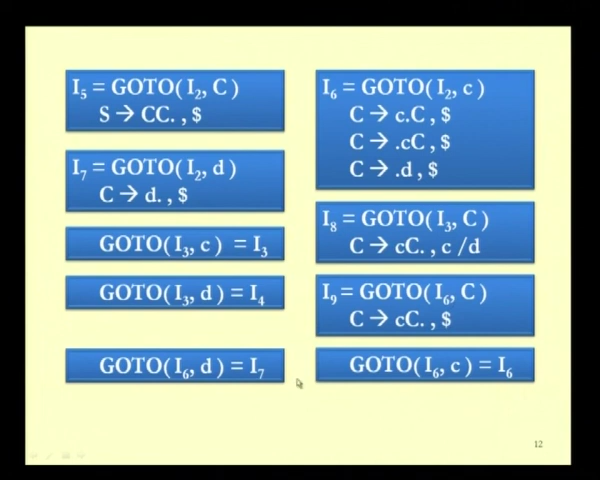 I₅ = GOTO( I₂, C )
S → CC. , $
I₇ = GOTO( I₂, d )
C → d. , $
GOTO( I₃, c ) = I₃
GOTO( I₃, d ) = I₄
GOTO( I₆, d ) = I₇
I₆ = GOTO( I₂, c )
C → c.C , $
C → .cC , $
C → .d , $
I₈ = GOTO( I₃, C )
C → cC. , c /d
I₉ = GOTO( I₆, C )
C → cC. , $
GOTO( I₆, c ) = I₆
12